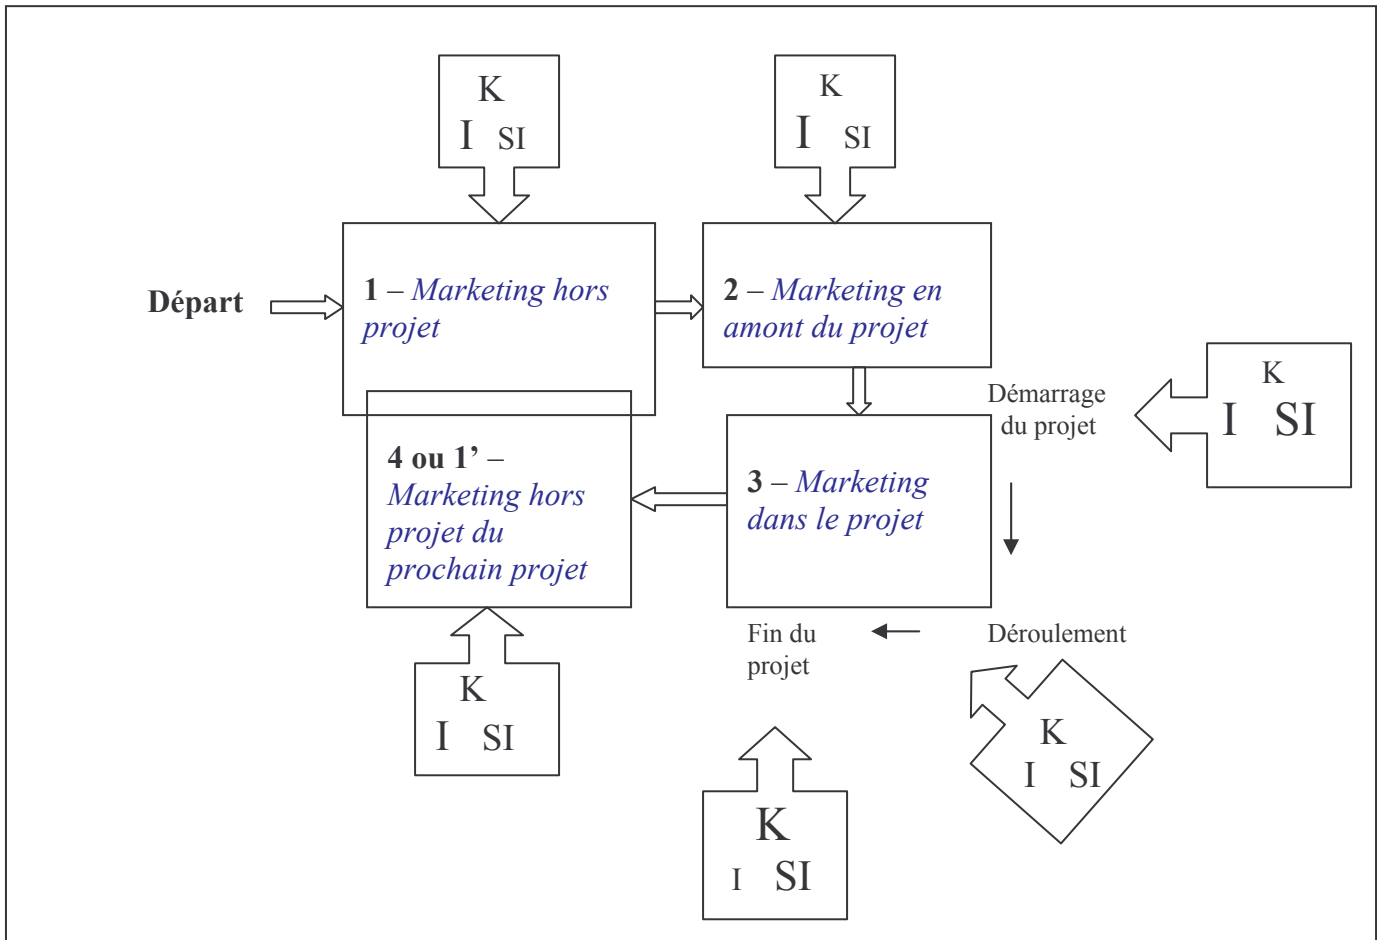 K
I SI
K
I SI
Départ
1 – Marketing hors
projet
2 – Marketing en
amont du projet
Démarrage
du projet
K
I SI
4 ou 1’ –
Marketing hors
projet du
prochain projet
3 – Marketing
dans le projet
Fin du
projet
Déroulement
K
I SI
K
I SI
K
I SI